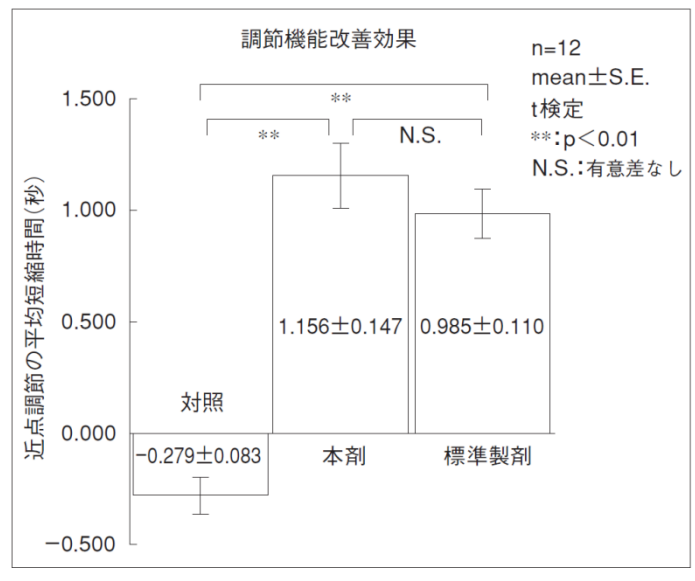 調節機能改善効果
n=12
mean±S.E.
t検定
**:p<0.01
N.S.:有意差なし
近点調節の平均短縮時間(秒)
1.500
1.000
0.500
0.000
−0.500
**
**
N.S.
1.156±0.147
0.985±0.110
対照
−0.279±0.083
本剤
標準製剤